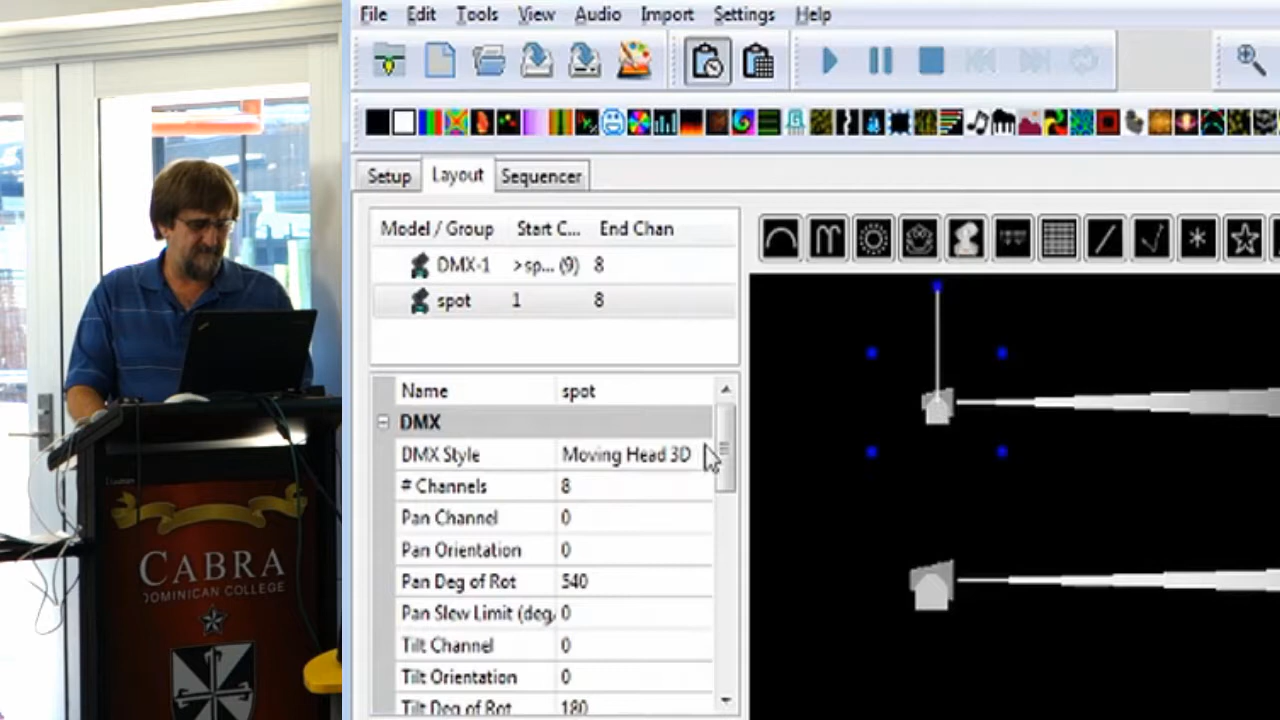 File Edit Tools View Audio Import Settings Help
Setup Layout Sequencer
Model / Group Start C... End Chan
DMX-1 >sp... (9) 8
spot 1 8
Name spot
DMX
DMX Style Moving Head 3D
# Channels 8
Pan Channel 0
Pan Orientation 0
Pan Deg of Rot 540
Pan Slew Limit (deg, 0
Tilt Channel 0
Tilt Orientation 0
Tilt Deg of Rot 180
CABRA
DOMINICAN COLLEGE